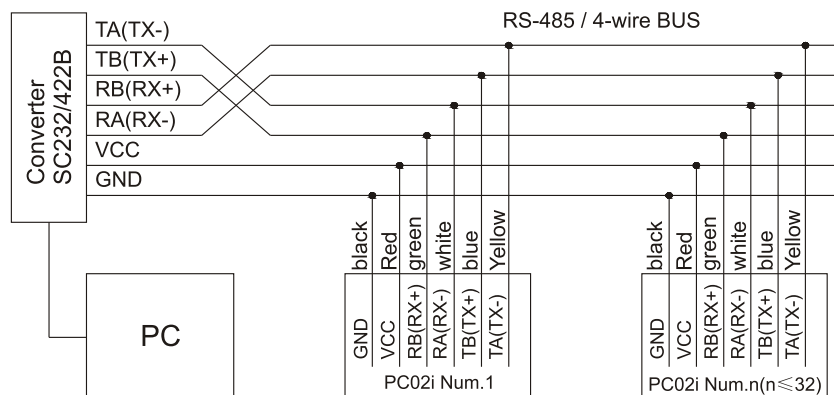 RS-485 / 4-wire BUS
Converter
SC232/422B
TA(TX-)
TB(TX+)
RB(RX+)
RA(RX-)
VCC
GND
black
Red
green
white
blue
Yellow
black
Red
green
white
blue
Yellow
PC
GND
VCC
RB(RX+)
RA(RX-)
TB(TX+)
TA(TX-)
PC02i Num.1
GND
VCC
RB(RX+)
RA(RX-)
TB(TX+)
TA(TX-)
PC02i Num.n(n≤32)